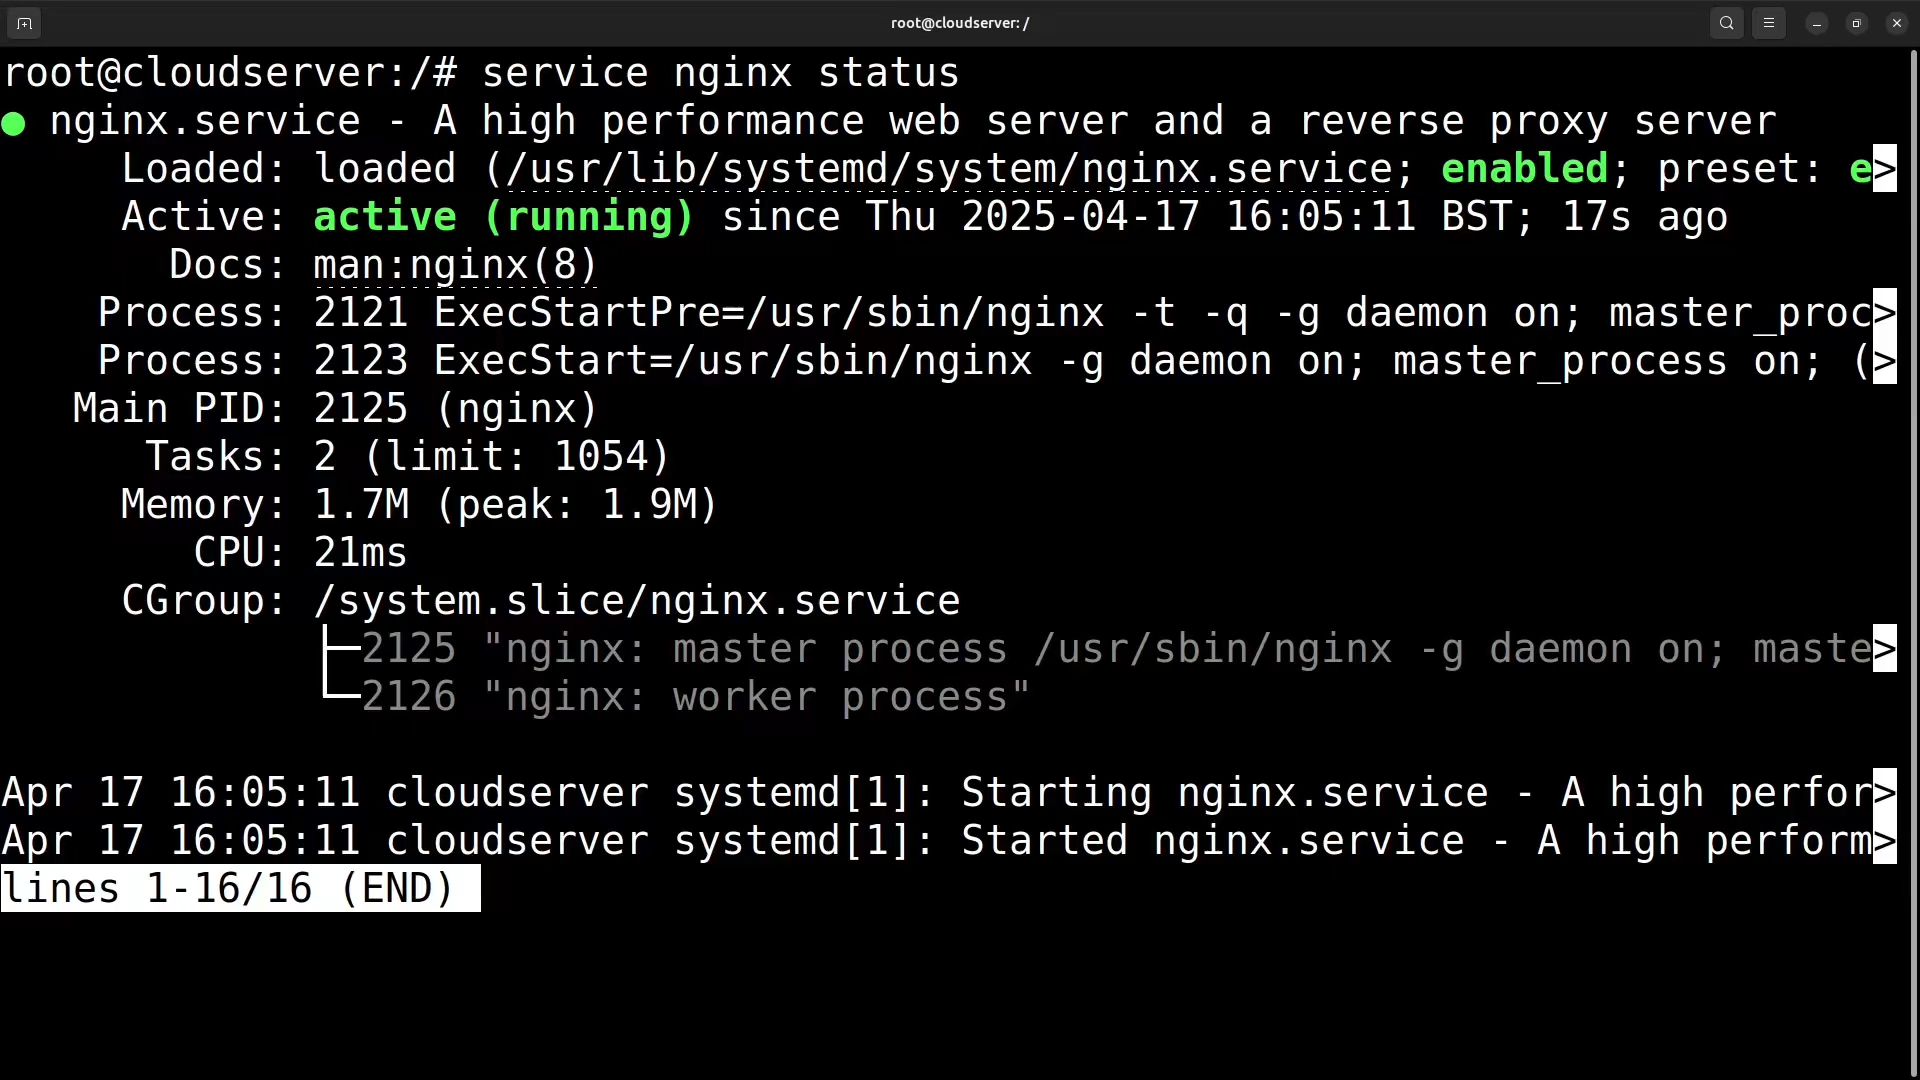 root@cloudserver: /
root@cloudserver:/# service nginx status
● nginx.service - A high performance web server and a reverse proxy server
     Loaded: loaded (/usr/lib/systemd/system/nginx.service; enabled; preset: e>
     Active: active (running) since Thu 2025-04-17 16:05:11 BST; 17s ago
       Docs: man:nginx(8)
    Process: 2121 ExecStartPre=/usr/sbin/nginx -t -q -g daemon on; master_proc>
    Process: 2123 ExecStart=/usr/sbin/nginx -g daemon on; master_process on; (>
   Main PID: 2125 (nginx)
      Tasks: 2 (limit: 1054)
     Memory: 1.7M (peak: 1.9M)
        CPU: 21ms
     CGroup: /system.slice/nginx.service
             ├─2125 "nginx: master process /usr/sbin/nginx -g daemon on; maste>
             └─2126 "nginx: worker process"

Apr 17 16:05:11 cloudserver systemd[1]: Starting nginx.service - A high perfor>
Apr 17 16:05:11 cloudserver systemd[1]: Started nginx.service - A high perform>
lines 1-16/16 (END)